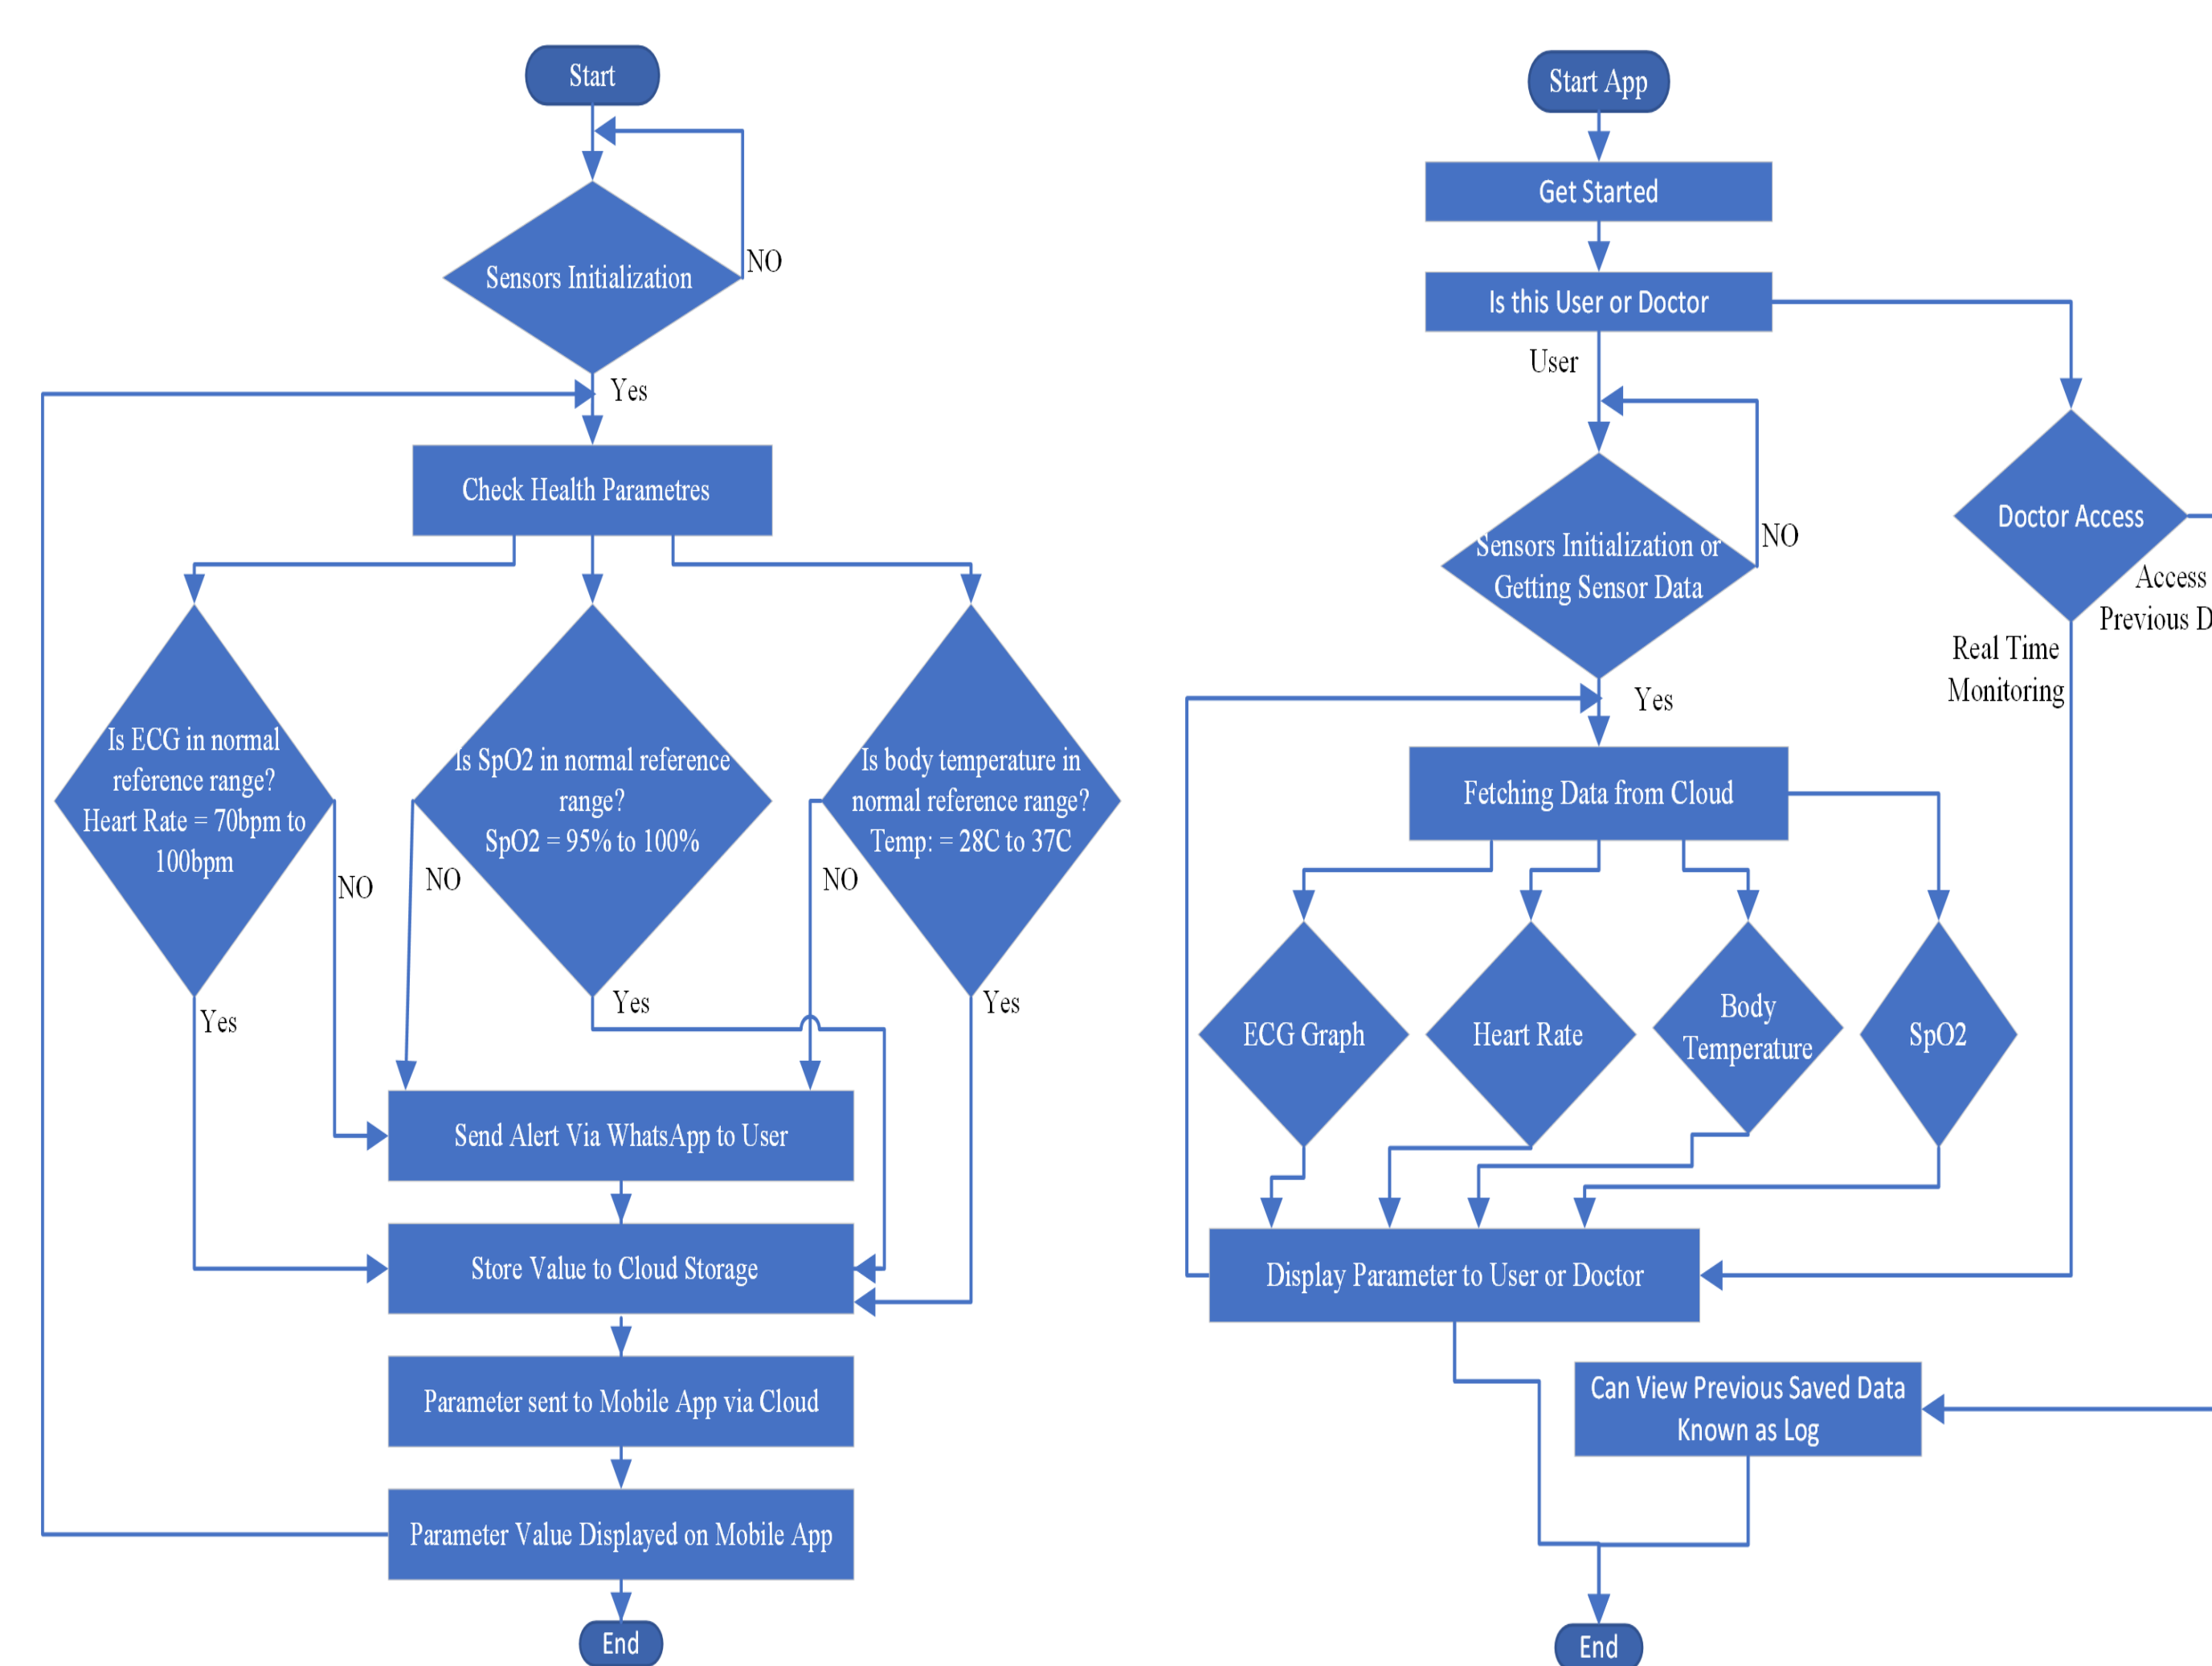 Start
NO
Sensors Initialization
Yes
Check Health Parametres
Is ECG in normal
reference range?
Heart Rate = 70bpm to
100bpm
NO
Yes
Is SpO2 in normal reference
range?
SpO2 = 95% to 100%
NO
Yes
Is body temperature in
normal reference range?
Temp: = 28C to 37C
NO
Yes
Send Alert Via WhatsApp to User
Store Value to Cloud Storage
Parameter sent to Mobile App via Cloud
Parameter Value Displayed on Mobile App
End
Start App
Get Started
Is this User or Doctor
User
Sensors Initialization or
Getting Sensor Data
NO
Yes
Doctor Access
Access
Previous
Real Time
Monitoring
Fetching Data from Cloud
ECG Graph
Heart Rate
Body
Temperature
SpO2
Display Parameter to User or Doctor
Can View Previous Saved Data
Known as Log
End